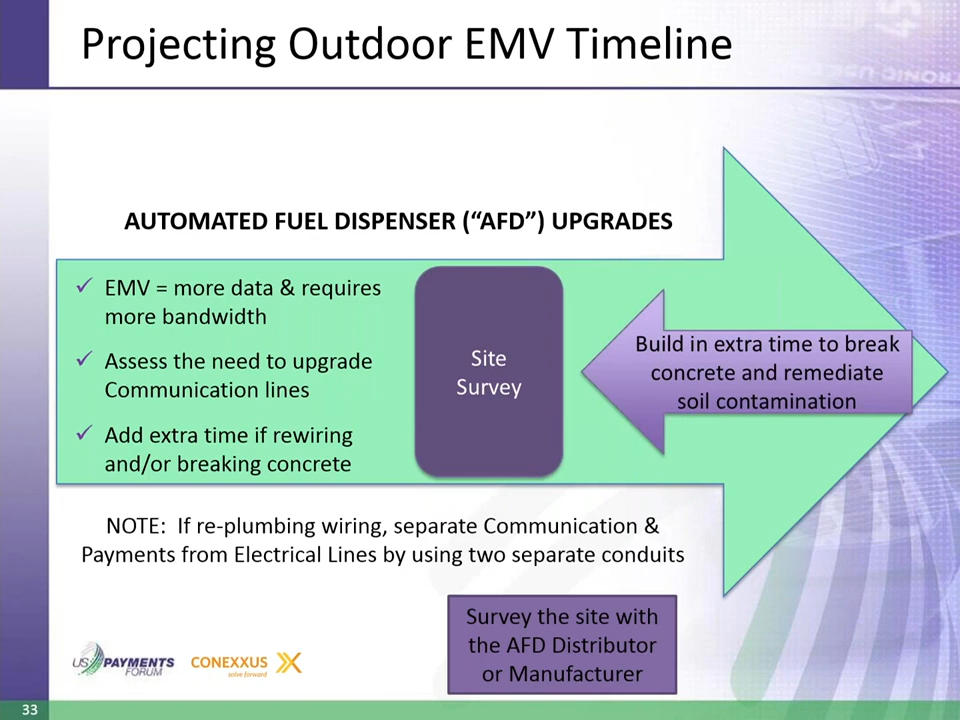 Projecting Outdoor EMV Timeline
AUTOMATED FUEL DISPENSER (“AFD”) UPGRADES
✓ EMV = more data & requires
more bandwidth
✓ Assess the need to upgrade
Communication lines
✓ Add extra time if rewiring
and/or breaking concrete
Site
Survey
Build in extra time to break
concrete and remediate
soil contamination
NOTE:  If re-plumbing wiring, separate Communication &
Payments from Electrical Lines by using two separate conduits
Survey the site with
the AFD Distributor
or Manufacturer
US PAYMENTS
FORUM
CONEXXUS
solve forward
33